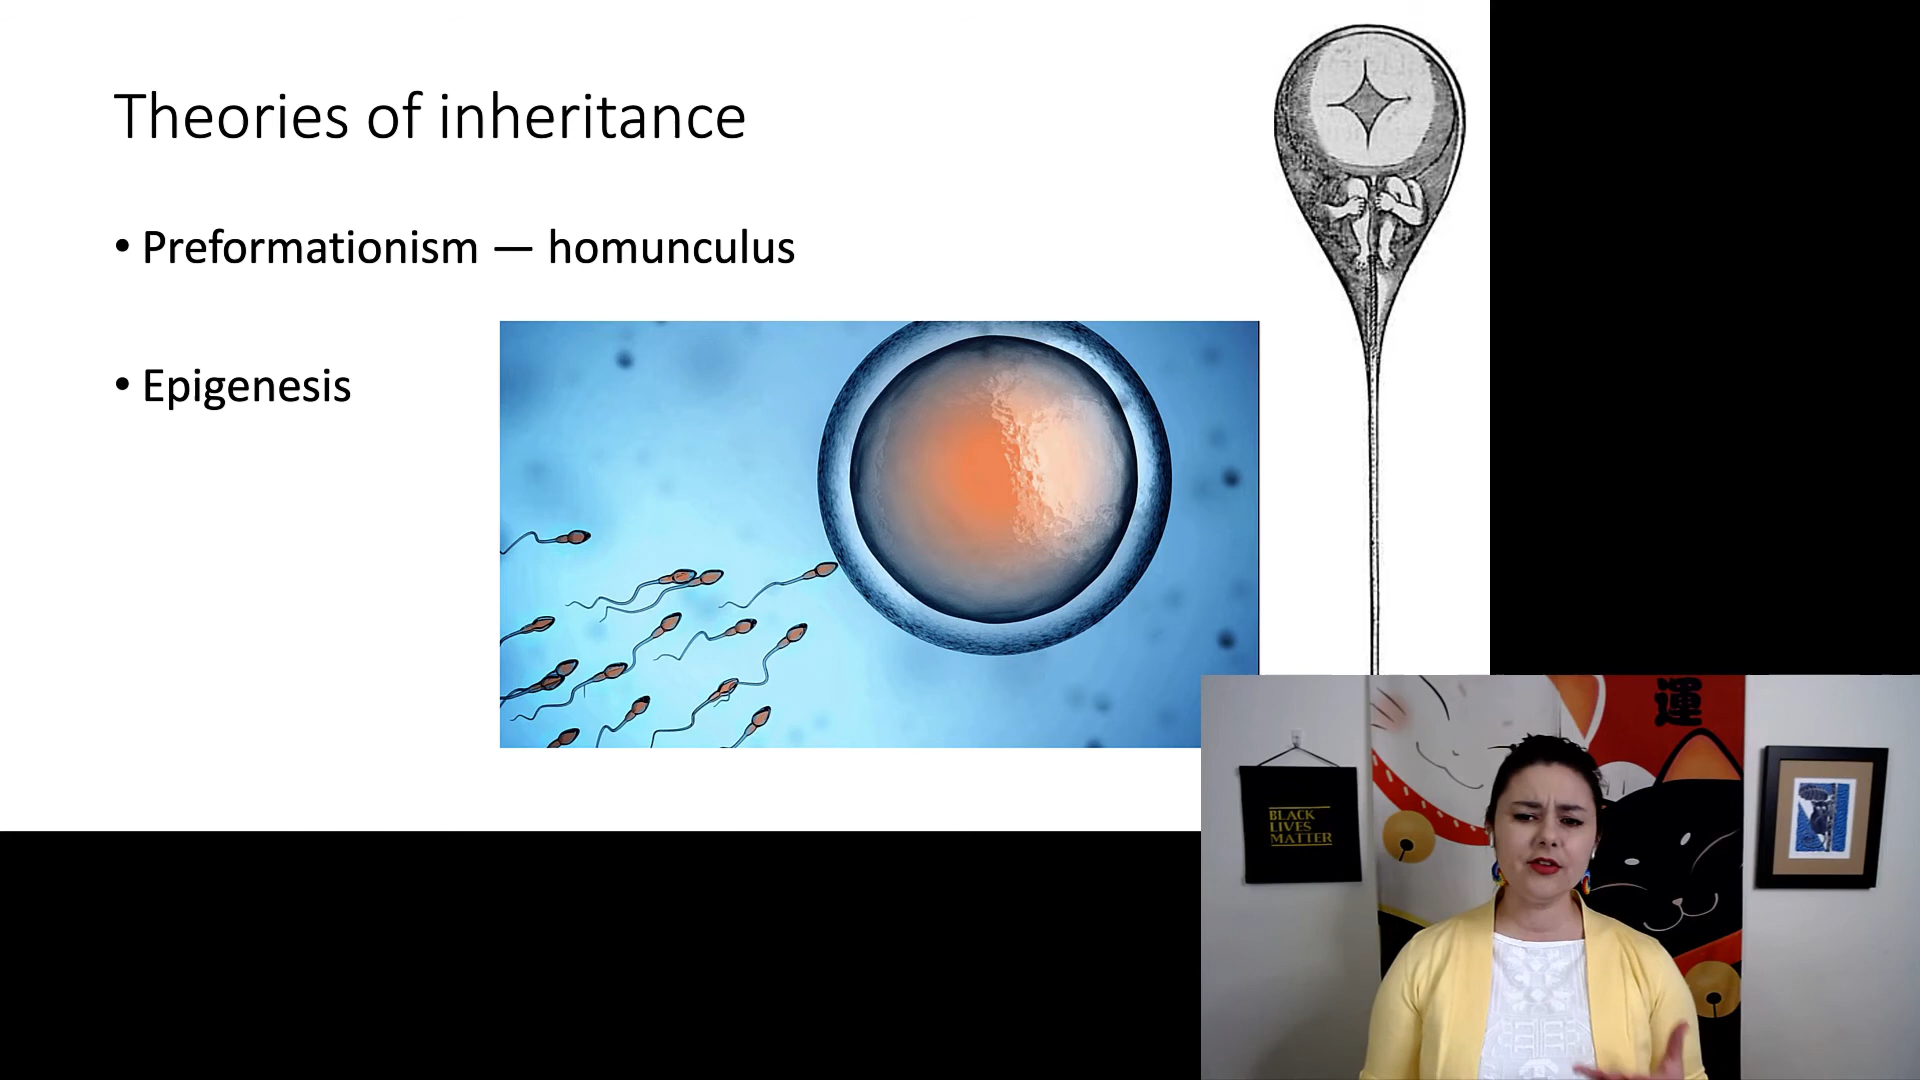 Theories of inheritance
• Preformationism — homunculus
• Epigenesis
運
BLACK
LIVES
MATTER